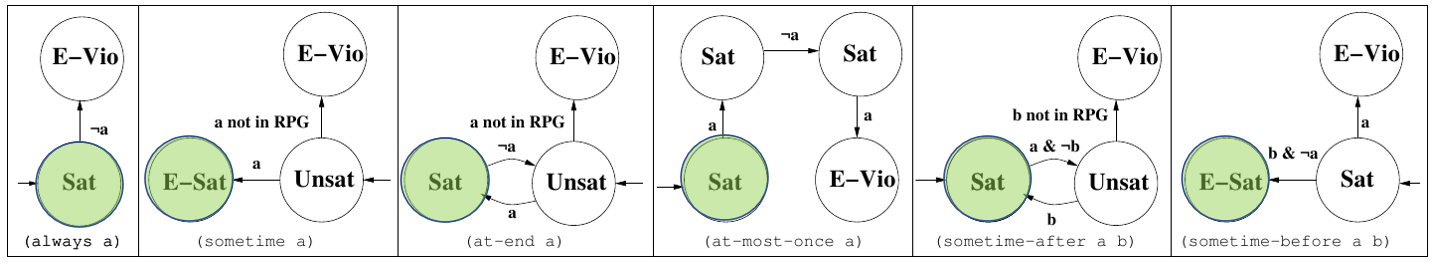 E–Vio
¬a
Sat
(always a)
E–Vio
a not in RPG
E–Sat
a
Unsat
(sometime a)
E–Vio
a not in RPG
¬a
Sat
Unsat
a
(at-end a)
Sat
¬a
Sat
a
a
Sat
E–Vio
(at-most-once a)
E–Vio
b not in RPG
a & ¬b
Sat
Unsat
b
(sometime-after a b)
E–Vio
a
b & ¬a
E–Sat
Sat
(sometime-before a b)